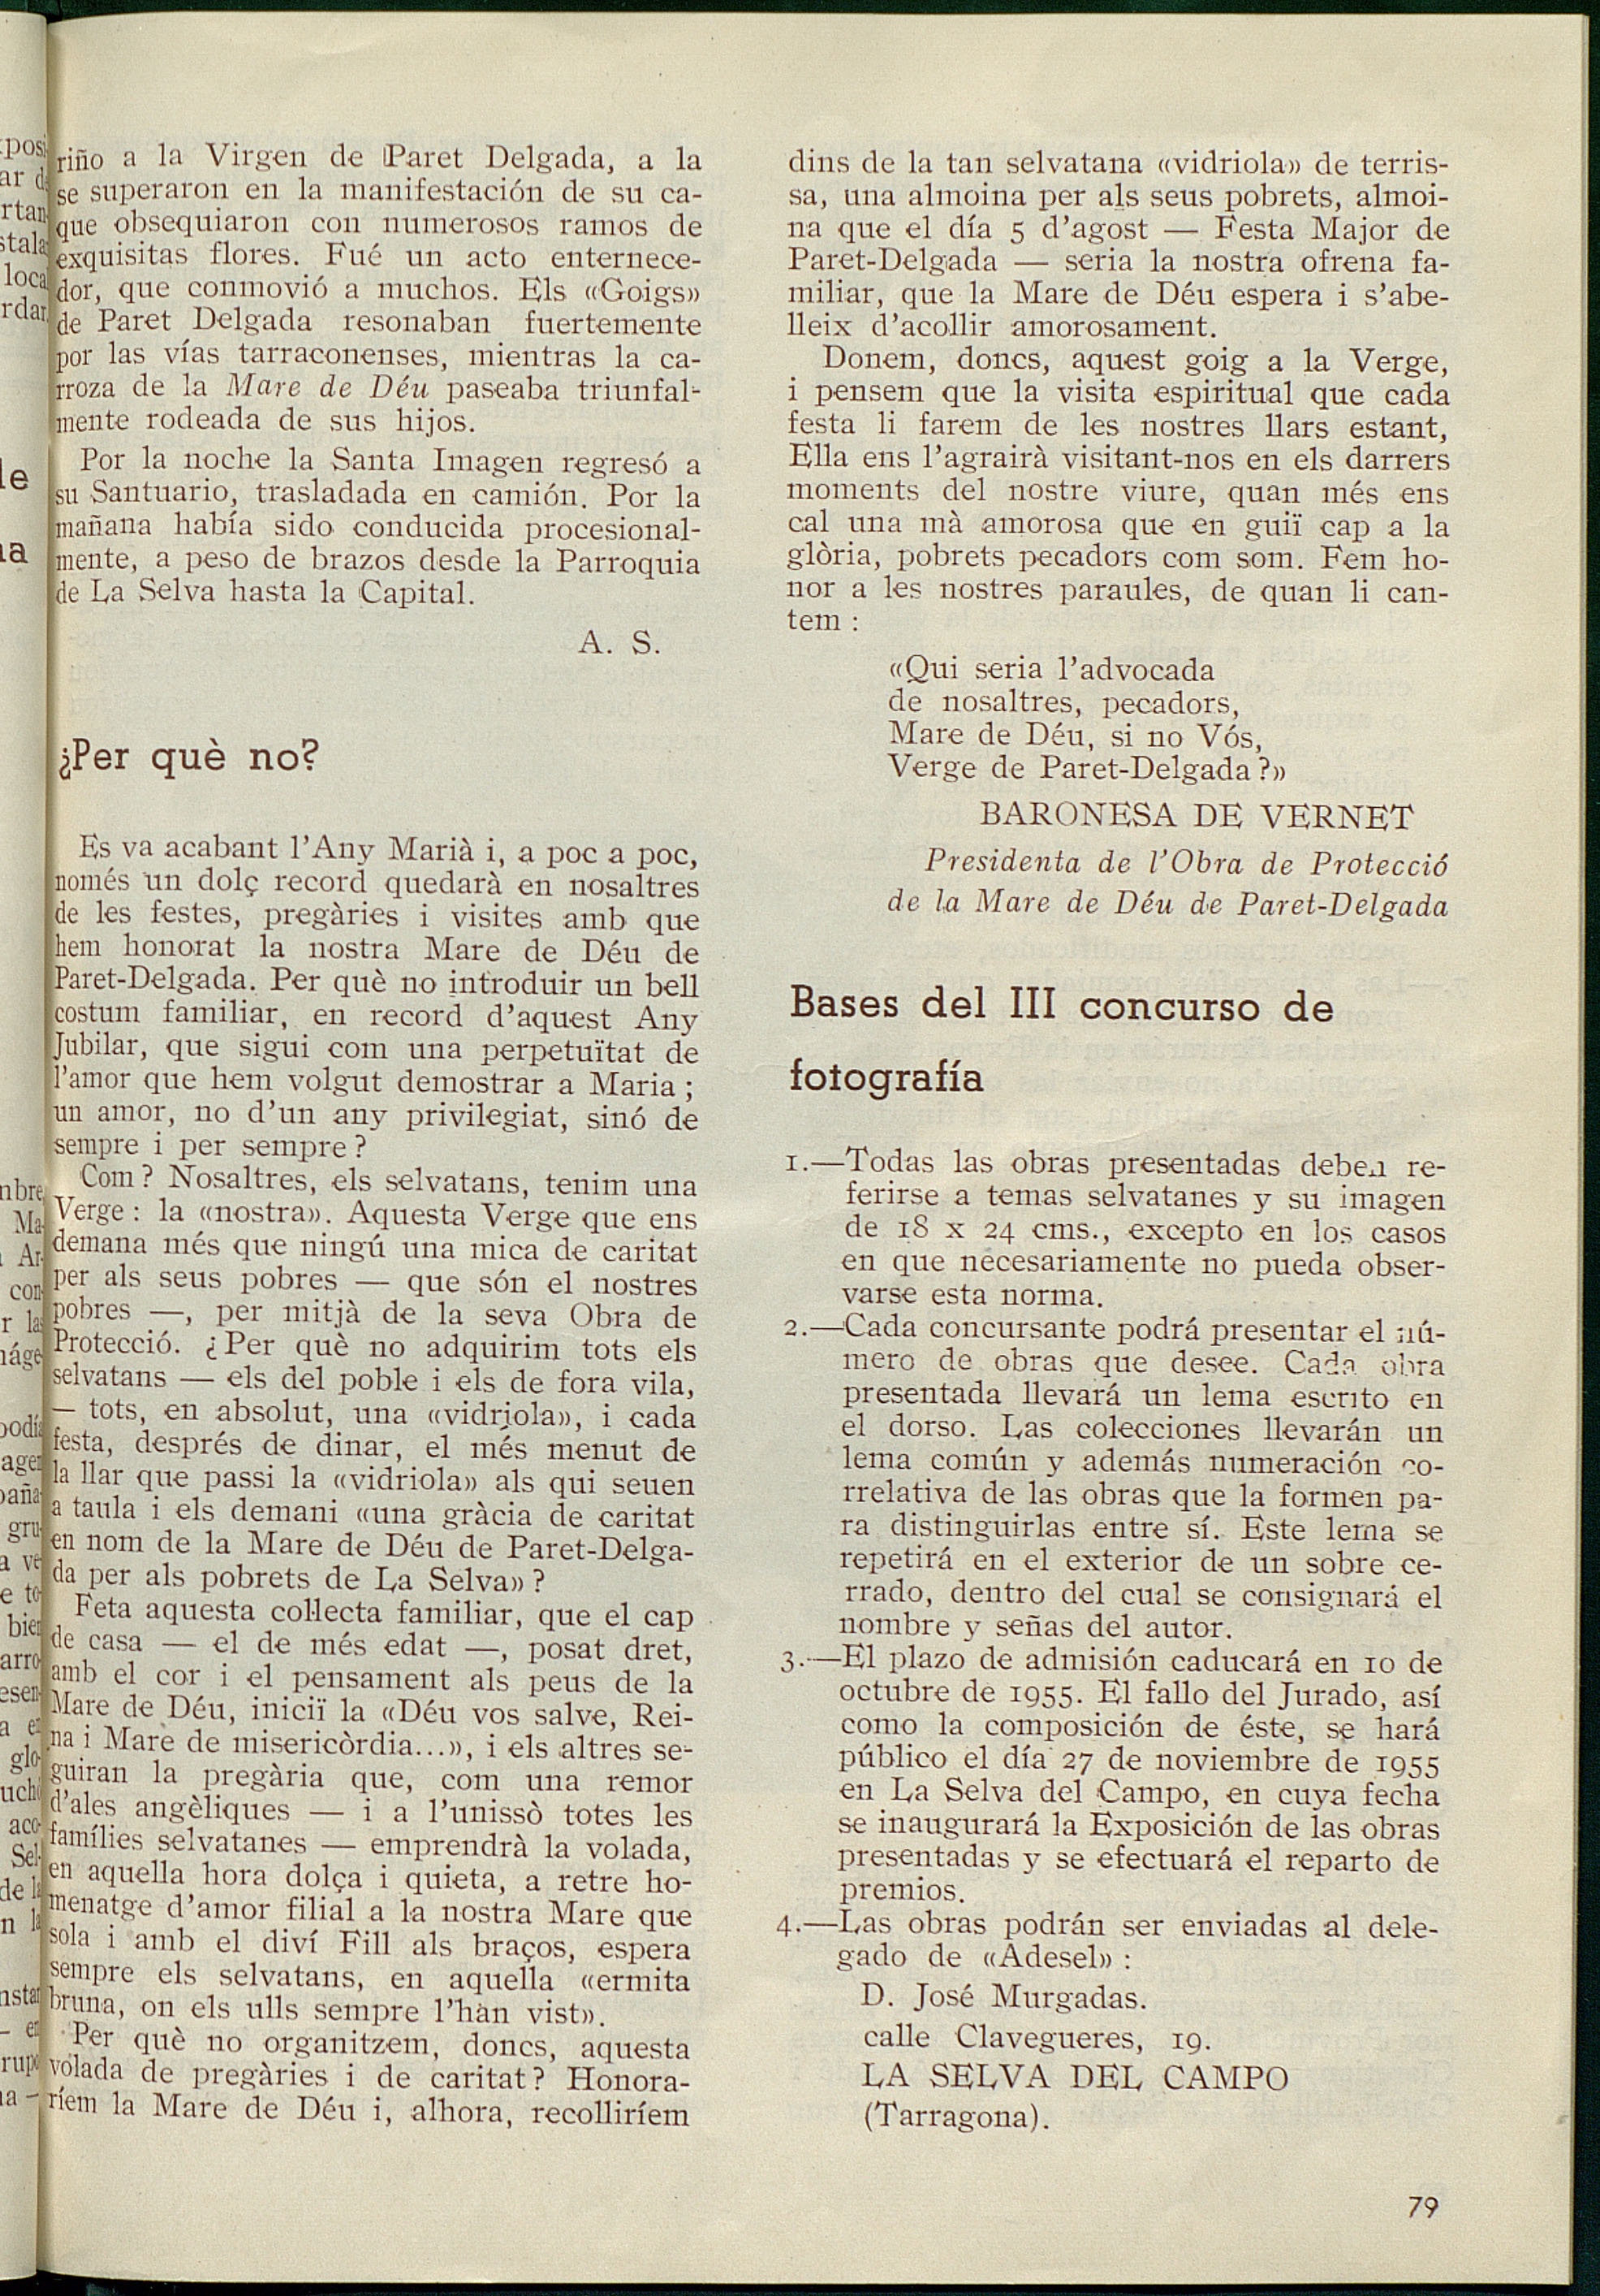 riño a la Virgen de Paret Delgada, a la
se superaron en la manifestación de su ca-
que obsequiaron con numerosos ramos de
exquisitas flores. Fué un acto enternece-
dor, que conmovió a muchos. Els «Goigs»
de Paret Delgada resonaban fuertemente
por las vías tarraconenses, mientras la ca-
rroza de la Mare de Déu paseaba triunfal-
mente rodeada de sus hijos.
Por la noche la Santa Imagen regresó a
su Santuario, trasladada en camión. Por la
mañana había sido conducida procesional-
mente, a peso de brazos desde la Parroquia
de La Selva hasta la Capital.
A. S.
¿Per què no?
Es va acabant l'Any Marià i, a poc a poc,
només un dolç record quedarà en nosaltres
de les festes, pregàries i visites amb que
hem honorat la nostra Mare de Déu de
Paret-Delgada. Per què no introduir un bell
costum familiar, en record d'aquest Any
Jubilar, que sigui com una perpetuïtat de
l'amor que hem volgut demostrar a Maria;
un amor, no d'un any privilegiat, sinó de
sempre i per sempre?
Com? Nosaltres, els selvatans, tenim una
Verge: la «nostra». Aquesta Verge que ens
demana més que ningú una mica de caritat
per als seus pobres — que són el nostres
pobres —, per mitjà de la seva Obra de
Protecció. ¿Per què no adquirim tots els
selvatans — els del poble i els de fora vila,
— tots, en absolut, una «vidriola», i cada
festa, després de dinar, el més menut de
la llar que passi la «vidriola» als qui seuen
a taula i els demani «una gràcia de caritat
en nom de la Mare de Déu de Paret-Delga-
da per als pobrets de La Selva»?
Feta aquesta col·lecta familiar, que el cap
de casa — el de més edat —, posat dret,
amb el cor i el pensament als peus de la
Mare de Déu, iniciï la «Déu vos salve, Rei-
na i Mare de misericòrdia...», i els altres se-
guiran la pregària que, com una remor
d'ales angèliques — i a l'unissò totes les
famílies selvatanes — emprendrà la volada,
en aquella hora dolça i quieta, a retre ho-
menatge d'amor filial a la nostra Mare que
sola i amb el diví Fill als braços, espera
sempre els selvatans, en aquella «ermita
bruna, on els ulls sempre l'han vist».
Per què no organitzem, doncs, aquesta
volada de pregàries i de caritat? Honora-
ríem la Mare de Déu i, alhora, recolliríem
dins de la tan selvatana «vidriola» de terris-
sa, una almoina per als seus pobrets, almoi-
na que el día 5 d'agost — Festa Major de
Paret-Delgada — seria la nostra ofrena fa-
miliar, que la Mare de Déu espera i s'abe-
lleix d'acollir amorosament.
Donem, doncs, aquest goig a la Verge,
i pensem que la visita espiritual que cada
festa li farem de les nostres llars estant,
Ella ens l'agrairà visitant-nos en els darrers
moments del nostre viure, quan més ens
cal una mà amorosa que en guiï cap a la
glòria, pobrets pecadors com som. Fem ho-
nor a les nostres paraules, de quan li can-
tem:
«Qui seria l'advocada
de nosaltres, pecadors,
Mare de Déu, si no Vós,
Verge de Paret-Delgada?»
BARONESA DE VERNET
Presidenta de l'Obra de Protecció
de la Mare de Déu de Paret-Delgada
Bases del III concurso de
fotografía
1.—Todas las obras presentadas deben re-
ferirse a temas selvatanes y su imagen
de 18 x 24 cms., excepto en los casos
en que necesariamente no pueda obser-
varse esta norma.
2.—Cada concursante podrá presentar el nú-
mero de obras que desee. Cada obra
presentada llevará un lema escrito en
el dorso. Las colecciones llevarán un
lema común y además numeración co-
rrelativa de las obras que la formen pa-
ra distinguirlas entre sí. Este lema se
repetirá en el exterior de un sobre ce-
rrado, dentro del cual se consignará el
nombre y señas del autor.
3.—El plazo de admisión caducará en 10 de
octubre de 1955. El fallo del Jurado, así
como la composición de éste, se hará
público el día 27 de noviembre de 1955
en La Selva del Campo, en cuya fecha
se inaugurará la Exposición de las obras
presentadas y se efectuará el reparto de
premios.
4.—Las obras podrán ser enviadas al dele-
gado de «Adesel»:
D. José Murgadas.
calle Clavegueres, 19.
LA SELVA DEL CAMPO
(Tarragona).
79